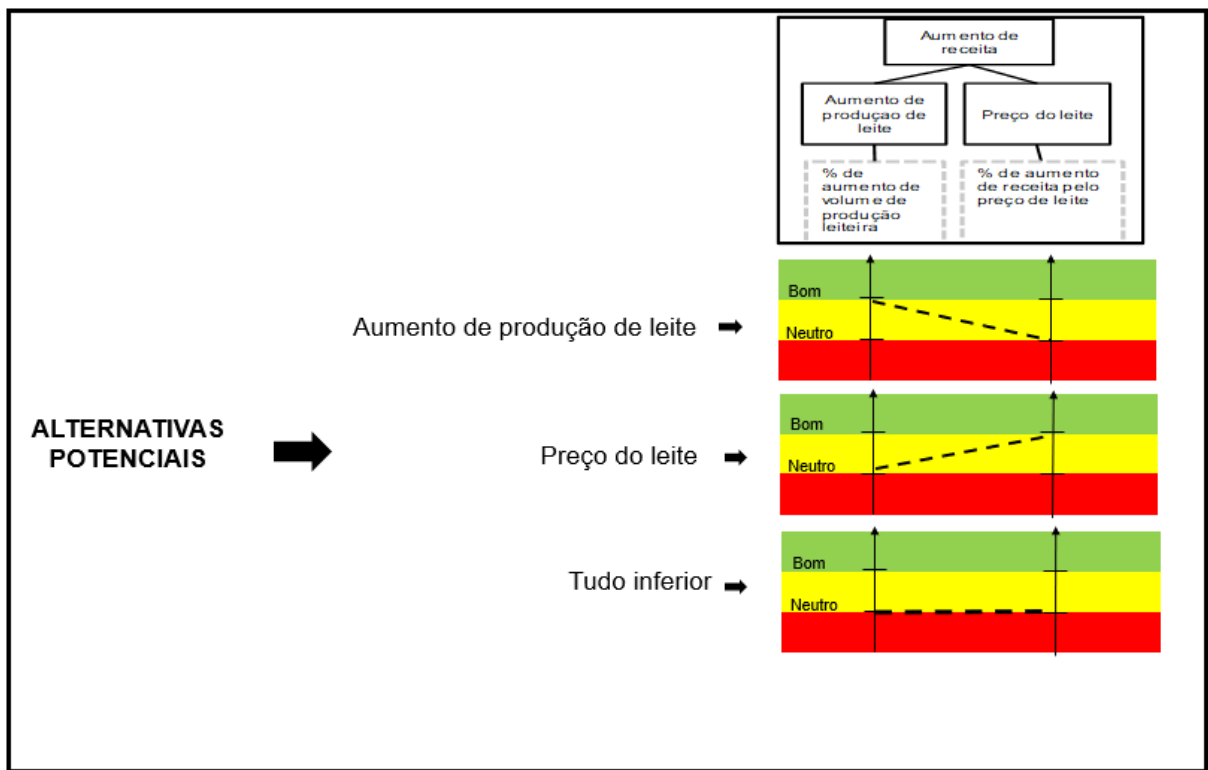 Aumento de
receita
Aumento de
produçao de
leite
Preço do leite
% de
aumento de
volume de
produção
leiteira
% de aumento
de receita pelo
preço de leite
Aumento de produção de leite
Bom
Neutro
ALTERNATIVAS
POTENCIAIS
Preço do leite
Bom
Neutro
Tudo inferior
Bom
Neutro